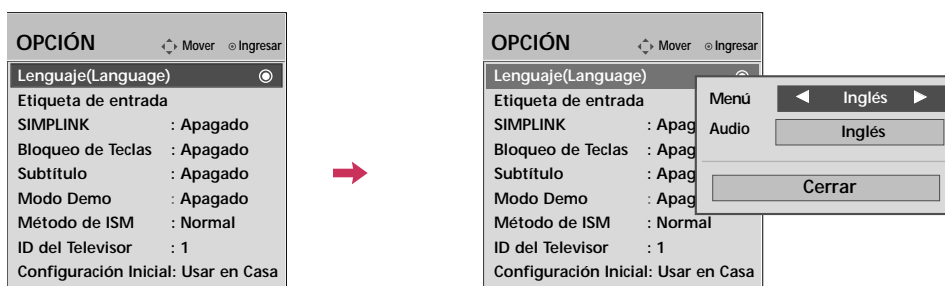 OPCIÓN Mover Ingresar
Lenguaje(Language)
Etiqueta de entrada
SIMPLINK : Apagado
Bloqueo de Teclas : Apagado
Subtítulo : Apagado
Modo Demo : Apagado
Método de ISM : Normal
ID del Televisor : 1
Configuración Inicial: Usar en Casa
OPCIÓN Mover Ingresar
Lenguaje(Language)
Etiqueta de entrada
SIMPLINK : Apag
Bloqueo de Teclas : Apag
Subtítulo : Apag
Modo Demo : Apag
Método de ISM : Normal
ID del Televisor : 1
Configuración Inicial: Usar en Casa
Menú ◀ Inglés ▶
Audio Inglés
Cerrar